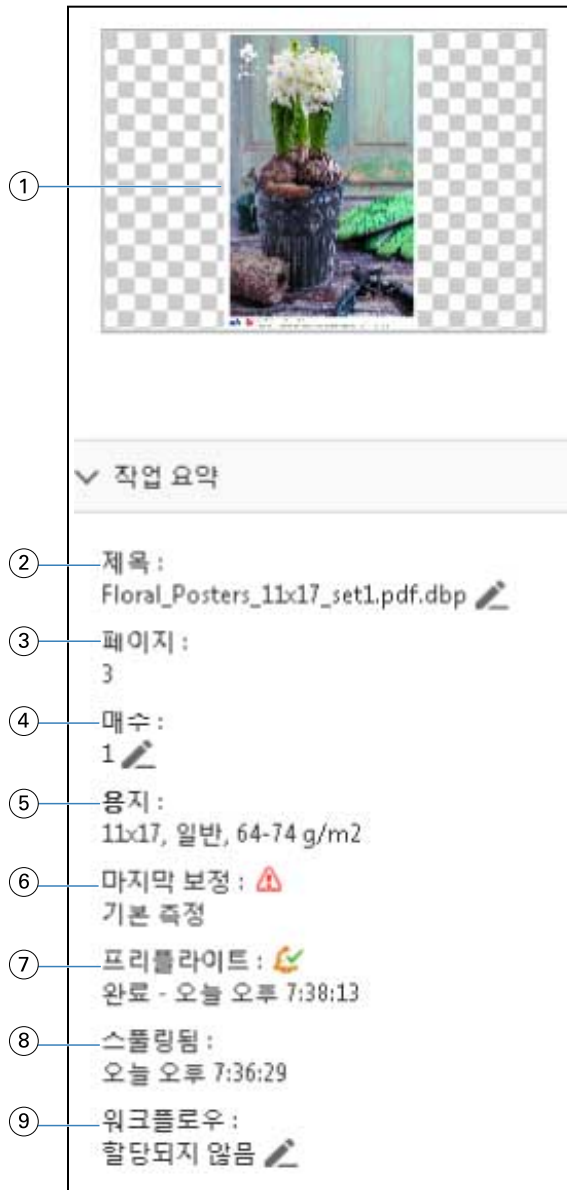 1
작업 요약
2 제목 :
Floral_Posters_11x17_set1.pdf.dbp
3 페이지 :
3
4 매수 :
1
5 용지 :
11x17, 일반, 64-74 g/m2
6 마지막 보정 :
기본 측정
7 프리플라이트 :
완료 - 오늘 오후 7:38:13
8 스풀링됨 :
오늘 오후 7:36:29
9 워크플로우 :
할당되지 않음